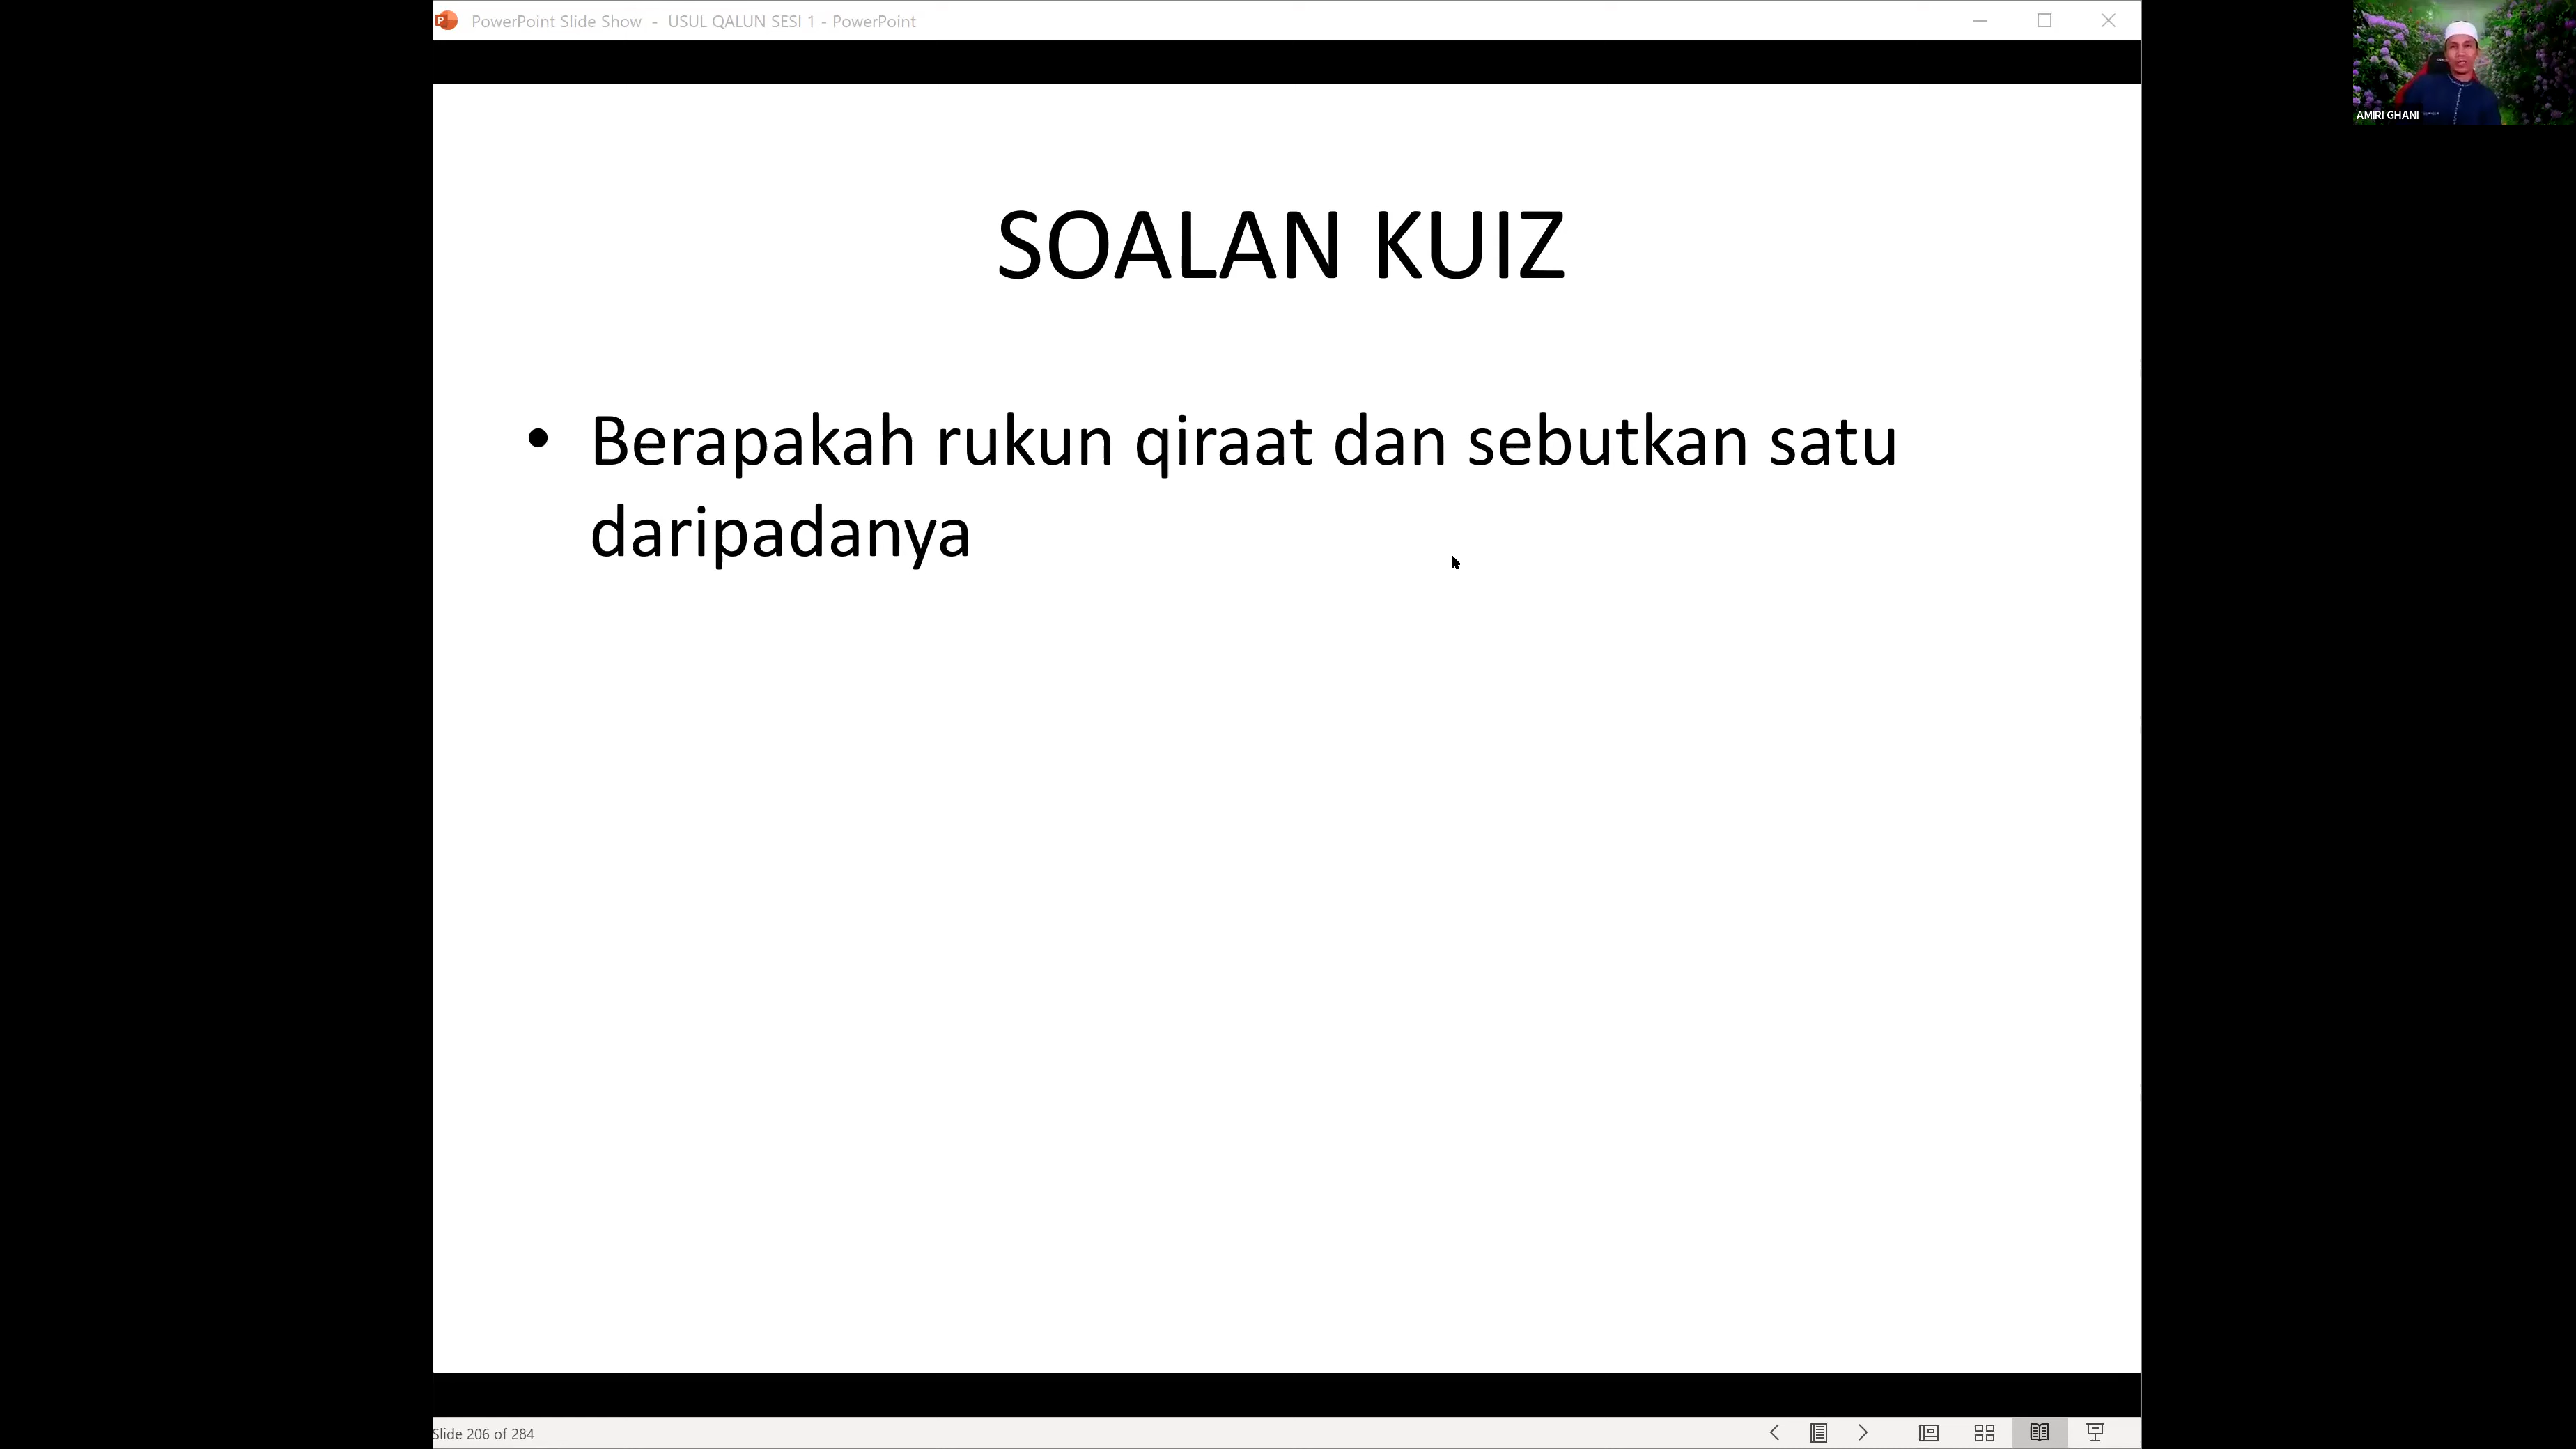 PowerPoint Slide Show - USUL QALUN SESI 1 - PowerPoint
AMIRI GHANI
SOALAN KUIZ
• Berapakah rukun qiraat dan sebutkan satu
daripadanya
Slide 206 of 284